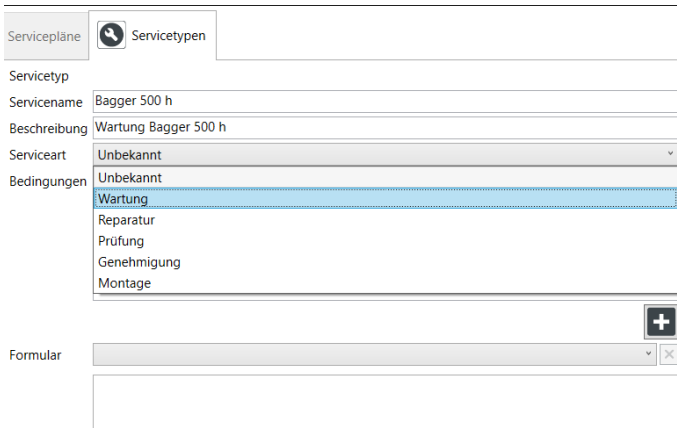 Servicepläne Servicetypen
Servicetyp
Servicename Bagger 500 h
Beschreibung Wartung Bagger 500 h
Serviceart Unbekannt
Bedingungen Unbekannt
Wartung
Reparatur
Prüfung
Genehmigung
Montage
Formular